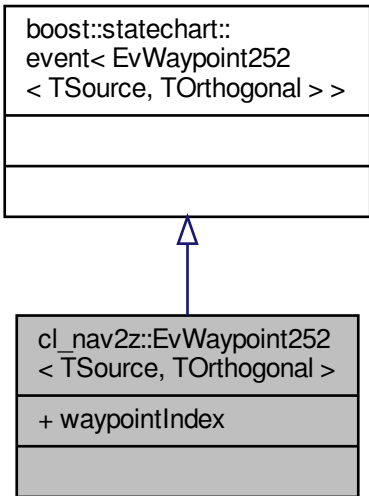 boost::statechart::
event< EvWaypoint252
< TSource, TOrthogonal > >
cl_nav2z::EvWaypoint252
< TSource, TOrthogonal >
+ waypointIndex